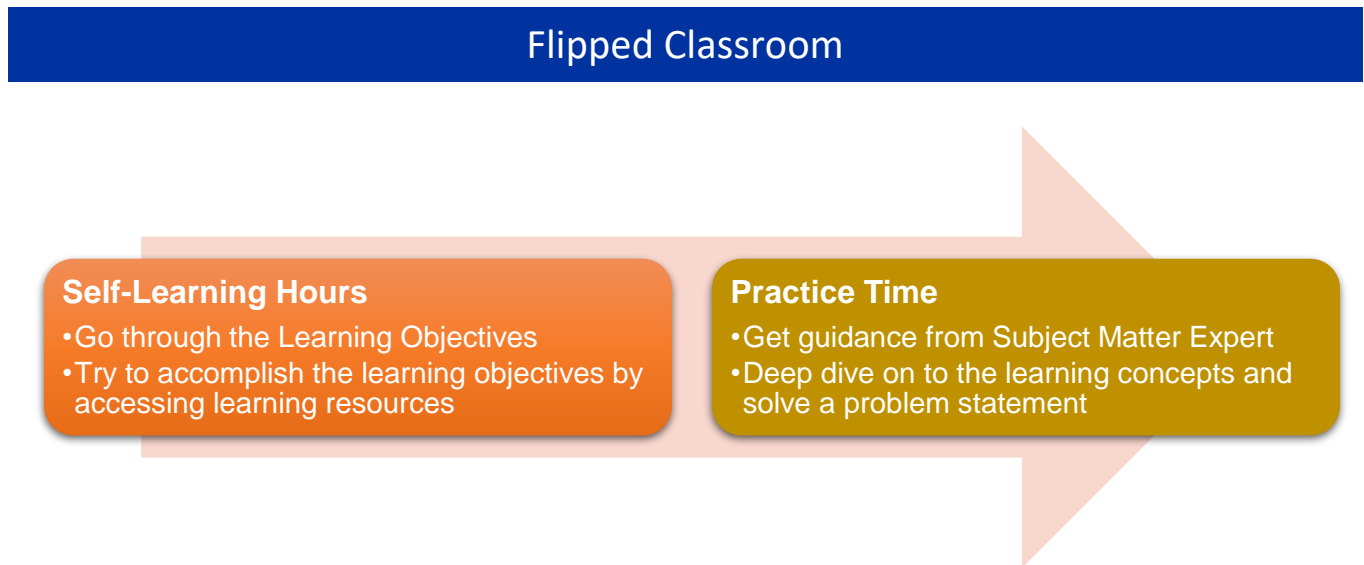 Flipped Classroom
Self-Learning Hours
•Go through the Learning Objectives
•Try to accomplish the learning objectives by
accessing learning resources
Practice Time
•Get guidance from Subject Matter Expert
•Deep dive on to the learning concepts and
solve a problem statement